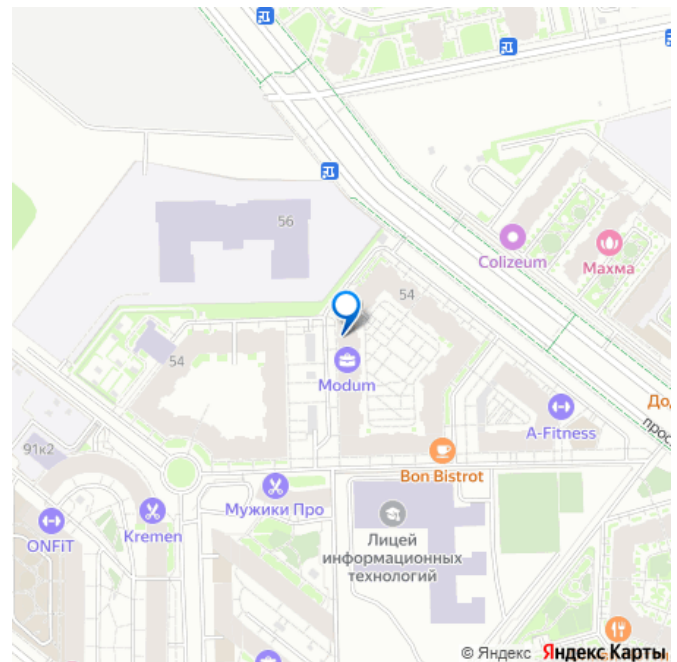 56
Colizeum
Махма
54
54
Modum
До
A-Fitness
прос
91к2
Bon Bistrot
Мужики Про
ONFIT
Kremen
Лицей
информационных
технологий
© Яндекс Яндекс Карты